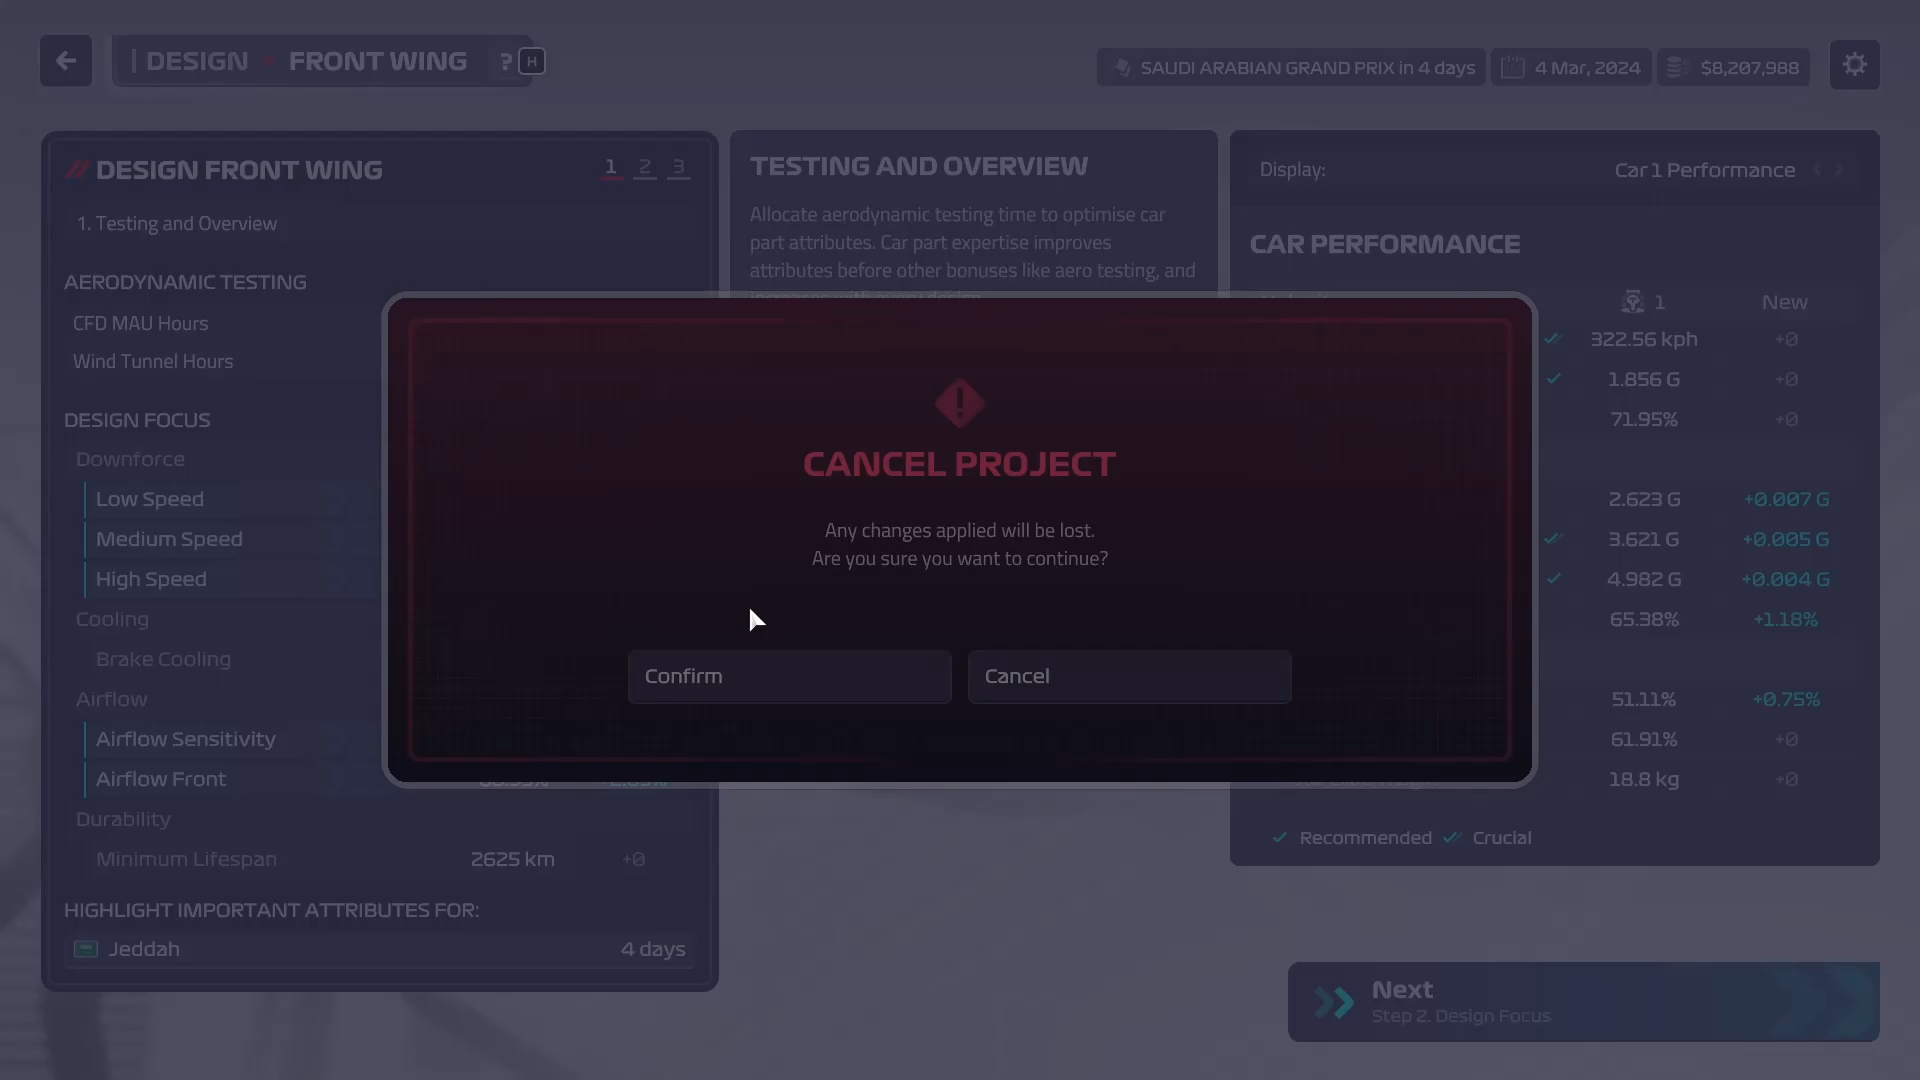 DESIGN FRONT WING ? H
SAUDI ARABIAN GRAND PRIX in 4 days
4 Mar, 2024
$8,207,988
DESIGN FRONT WING 1 2 3
1. Testing and Overview
AERODYNAMIC TESTING
CFD MAU Hours
Wind Tunnel Hours
DESIGN FOCUS
Downforce
Low Speed
Medium Speed
High Speed
Cooling
Brake Cooling
Airflow
Airflow Sensitivity
Airflow Front
Durability
Minimum Lifespan 2625 km +0
HIGHLIGHT IMPORTANT ATTRIBUTES FOR:
Jeddah 4 days
TESTING AND OVERVIEW
Allocate aerodynamic testing time to optimise car
part attributes. Car part expertise improves
attributes before other bonuses like aero testing, and
increases with every design.
CANCEL PROJECT
Any changes applied will be lost.
Are you sure you want to continue?
Confirm
Cancel
Display: Car 1 Performance
CAR PERFORMANCE
1 New
322.56 kph +0
1.856 G +0
71.95% +0
2.623 G +0.007 G
3.621 G +0.005 G
4.982 G +0.004 G
65.38% +1.18%
51.11% +0.75%
61.91% +0
18.8 kg +0
Recommended Crucial
Next
Step 2. Design Focus